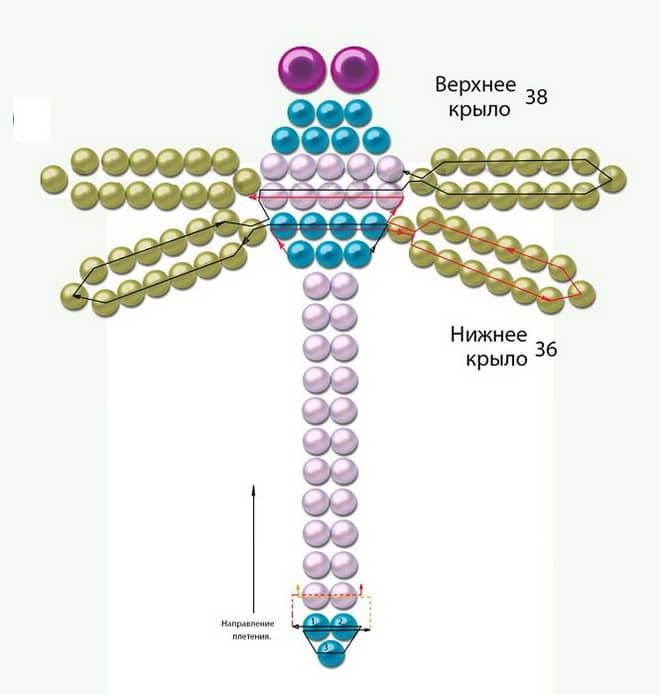 Верхнее
крыло 38
Нижнее
крыло 36
Направление
плетения.
1 2
3